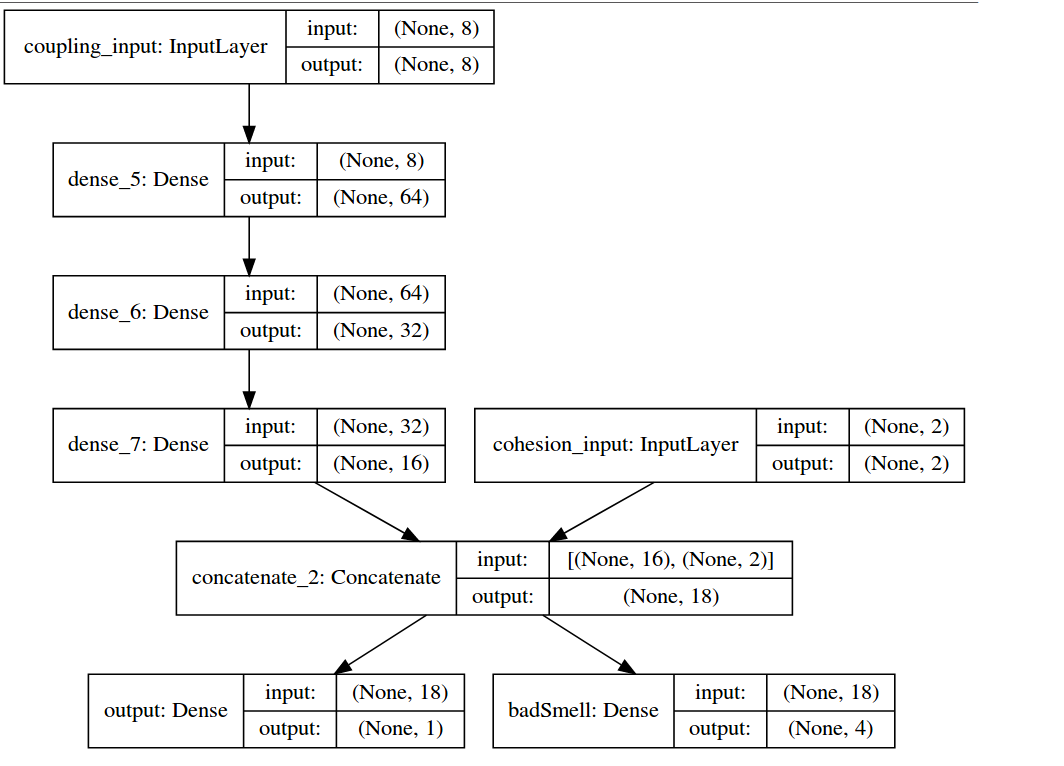 coupling_input: InputLayer
input: (None, 8)
output: (None, 8)
dense_5: Dense
input: (None, 8)
output: (None, 64)
dense_6: Dense
input: (None, 64)
output: (None, 32)
dense_7: Dense
input: (None, 32)
output: (None, 16)
cohesion_input: InputLayer
input: (None, 2)
output: (None, 2)
concatenate_2: Concatenate
input: [(None, 16), (None, 2)]
output: (None, 18)
output: Dense
input: (None, 18)
output: (None, 1)
badSmell: Dense
input: (None, 18)
output: (None, 4)